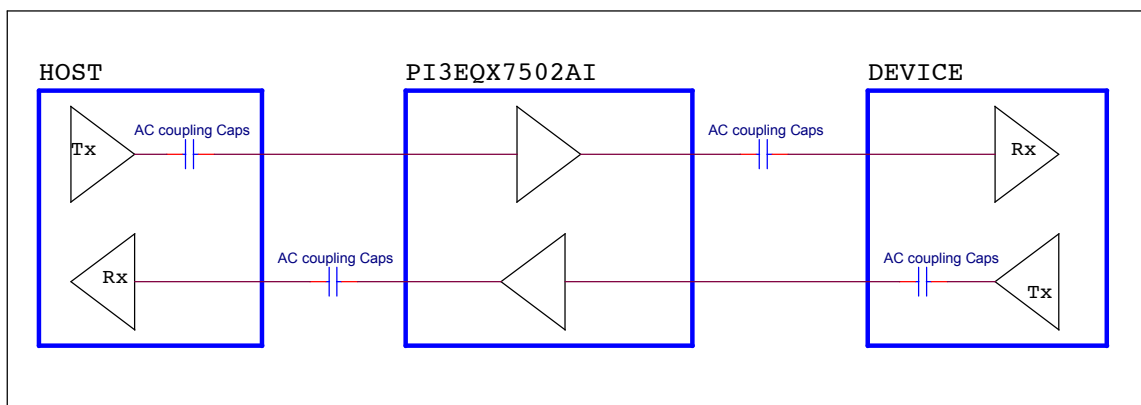 HOST
PI3EQX7502AI
DEVICE
AC coupling Caps
AC coupling Caps
Tx
Rx
AC coupling Caps
AC coupling Caps
Rx
Tx